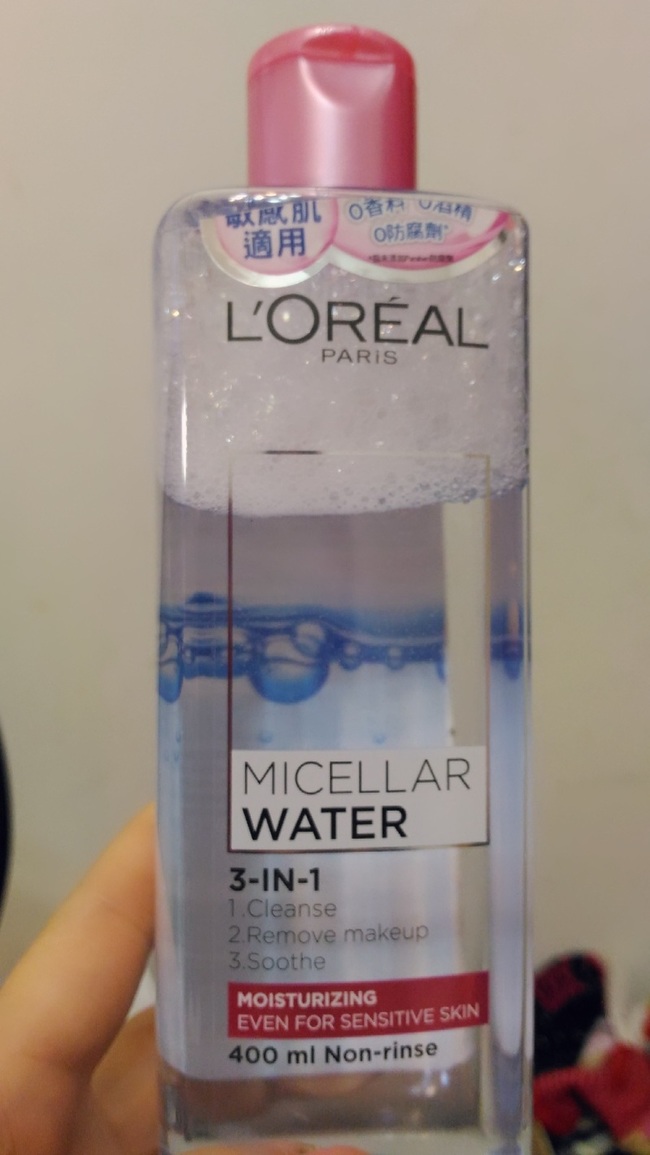 敏感肌
適用
0香料 0酒精
0防腐劑*
L'ORÉAL
PARIS
MICELLAR
WATER
3-IN-1
1.Cleanse
2.Remove makeup
3.Soothe
MOISTURIZING
EVEN FOR SENSITIVE SKIN
400 ml Non-rinse